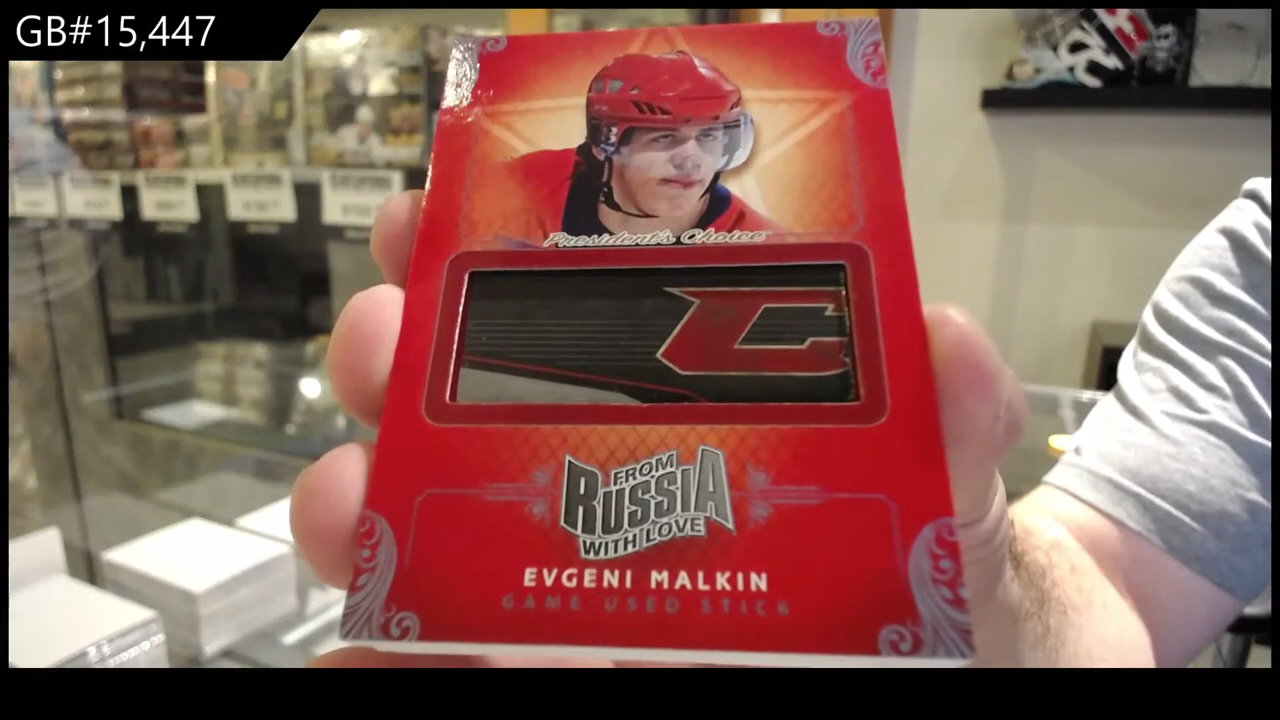 GB#15,447
President's Choice
C
FROM
RUSSIA
WITH LOVE
EVGENI MALKIN
GAME-USED STICK